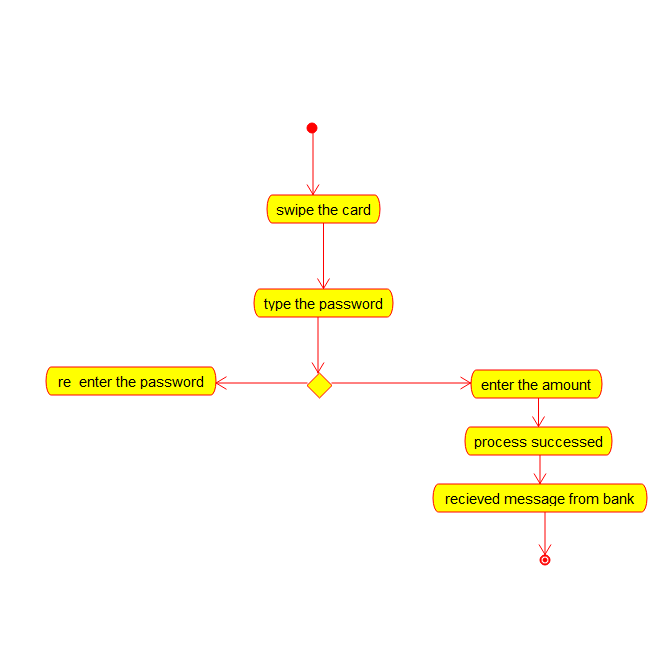 swipe the card
type the password
re enter the password
enter the amount
process successed
recieved message from bank